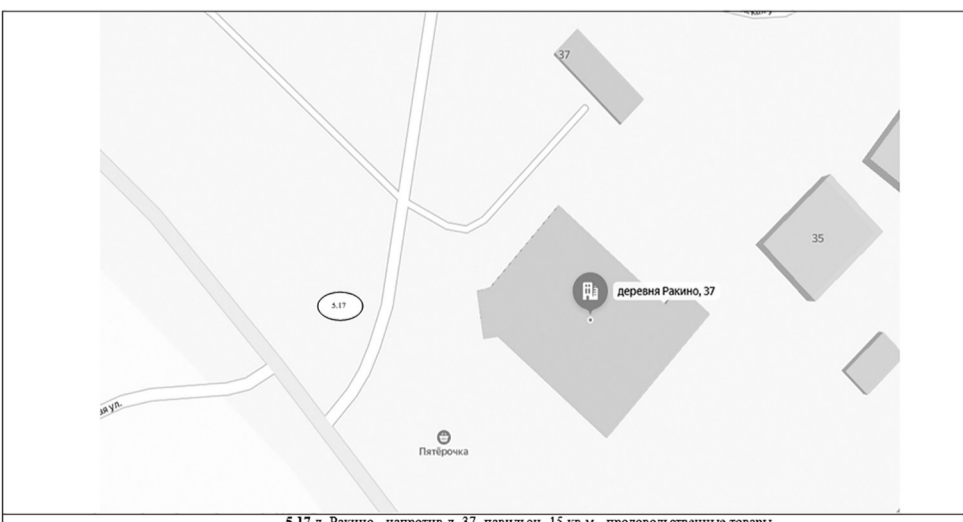 37
35
деревня Ракино, 37
5.17
ая ул.
Пятёрочка
5.17 д. Ракино, напротив д. 37, павильон, 15 кв.м., продовольственные товары